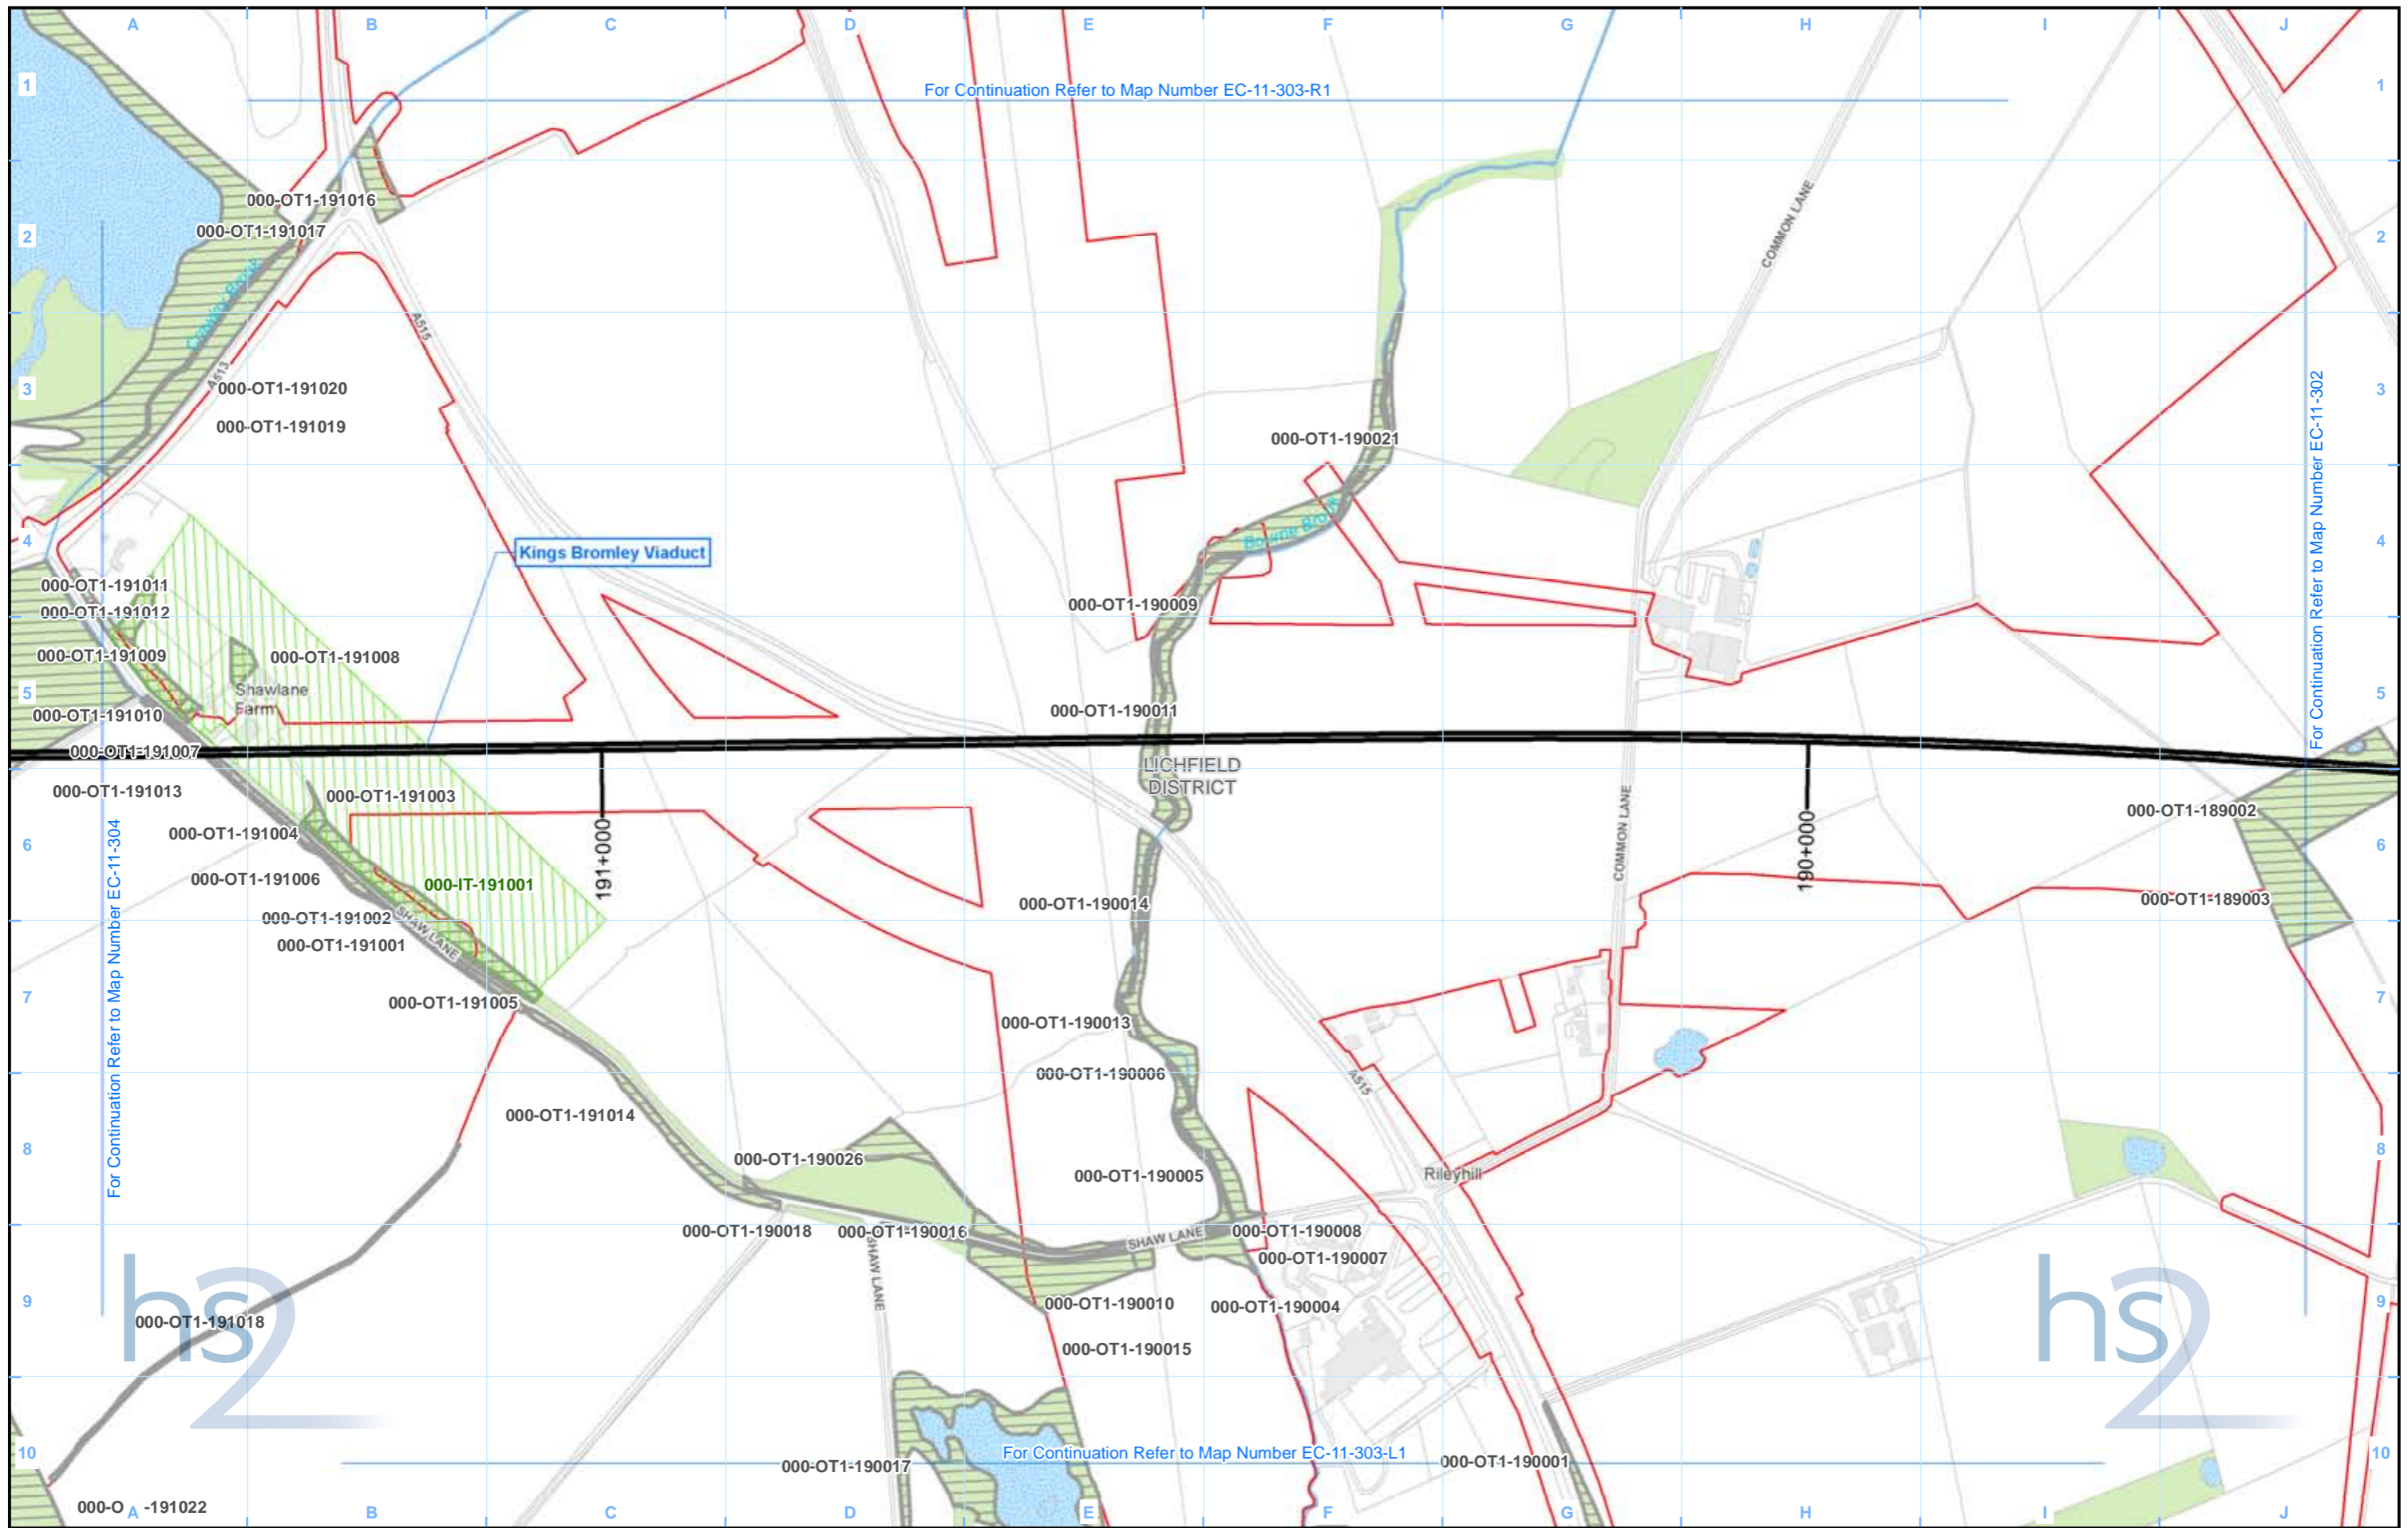 A B C D E F G H I J
1 1
For Continuation Refer to Map Number EC-11-303-R1
000-OT1-191016
000-OT1-191017
2 2
COMMON LANE
A515
A513
000-OT1-191020
3 3
000-OT1-191019
000-OT1-190021
For Continuation Refer to Map Number EC-11-302
Bourne Brook
4 4
Kings Bromley Viaduct
000-OT1-191011
000-OT1-191012
000-OT1-190009
000-OT1-191009
000-OT1-191008
5 5
Shawlane
Farm
000-OT1-191010
000-OT1-190011
000-OT1-191007
LICHFIELD
DISTRICT
000-OT1-191013
000-OT1-191003
000-OT1-189002
000-OT1-191004
COMMON LANE
6 6
191+000
190+000
000-OT1-191006
000-IT-191001
000-OT1-189003
000-OT1-190014
000-OT1-191002
SHAW LANE
000-OT1-191001
For Continuation Refer to Map Number EC-11-304
7 7
000-OT1-191005
000-OT1-190013
000-OT1-190006
A515
000-OT1-191014
8 8
000-OT1-190026
000-OT1-190005
Rileyhill
000-OT1-190018
000-OT1-190016
SHAW LANE
000-OT1-190008
000-OT1-190007
SHAW LANE
9 9
000-OT1-190010
000-OT1-190004
000-OT1-191018
hs2
hs2
000-OT1-190015
10 10
For Continuation Refer to Map Number EC-11-303-L1
000-OT1-190017
000-OT1-190001
000-O -191022
A B C D E F G H I J